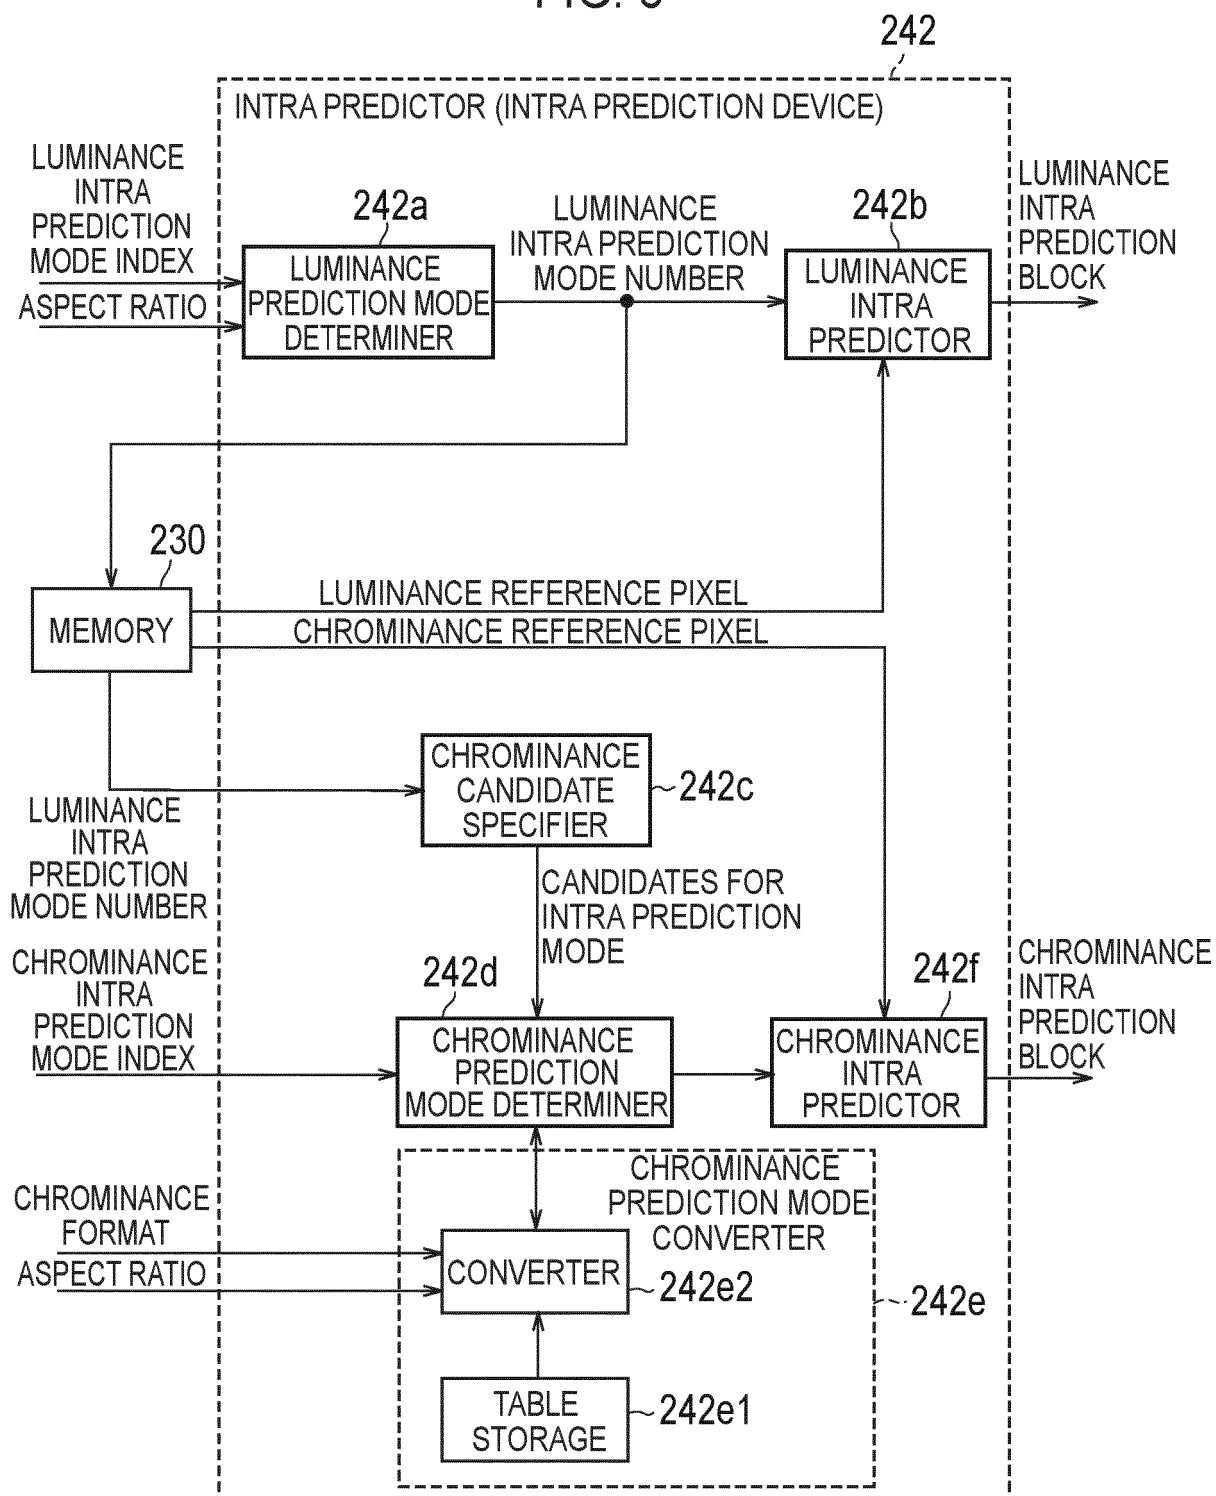 242
INTRA PREDICTOR (INTRA PREDICTION DEVICE)
LUMINANCE
INTRA
PREDICTION
MODE INDEX
ASPECT RATIO
242a
LUMINANCE
PREDICTION MODE
DETERMINER
LUMINANCE
INTRA PREDICTION
MODE NUMBER
242b
LUMINANCE
INTRA
PREDICTOR
LUMINANCE
INTRA
PREDICTION
BLOCK
230
MEMORY
LUMINANCE REFERENCE PIXEL
CHROMINANCE REFERENCE PIXEL
CHROMINANCE
CANDIDATE
SPECIFIER
242c
LUMINANCE
INTRA
PREDICTION
MODE NUMBER
CANDIDATES FOR
INTRA PREDICTION
MODE
CHROMINANCE
INTRA
PREDICTION
MODE INDEX
242d
CHROMINANCE
PREDICTION
MODE DETERMINER
242f
CHROMINANCE
INTRA
PREDICTOR
CHROMINANCE
INTRA
PREDICTION
BLOCK
CHROMINANCE
PREDICTION MODE
CONVERTER
CHROMINANCE
FORMAT
ASPECT RATIO
CONVERTER
242e2
242e
TABLE
STORAGE
242e1